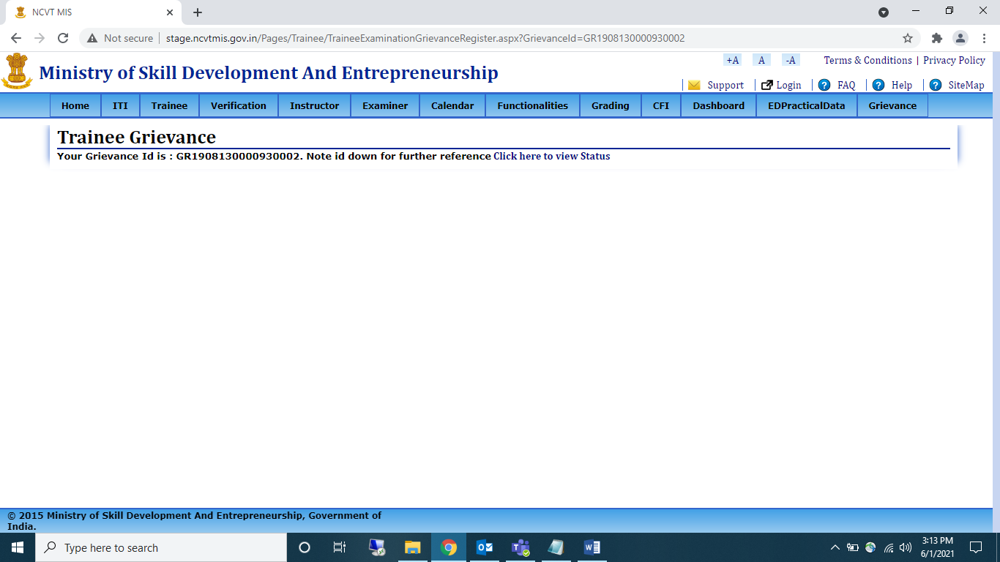 NCVT MIS
Not secure stage.ncvtmis.gov.in/Pages/Trainee/TraineeExaminationGrievanceRegister.aspx?GrievanceId=GR1908130000930002
+A A -A Terms & Conditions | Privacy Policy
Ministry of Skill Development And Entrepreneurship
Support Login FAQ Help SiteMap
Home ITI Trainee Verification Instructor Examiner Calendar Functionalities Grading CFI Dashboard EDPracticalData Grievance
Trainee Grievance
Your Grievance Id is : GR1908130000930002. Note id down for further reference Click here to view Status
© 2015 Ministry of Skill Development And Entrepreneurship, Government of
India.
Type here to search
3:13 PM
6/1/2021